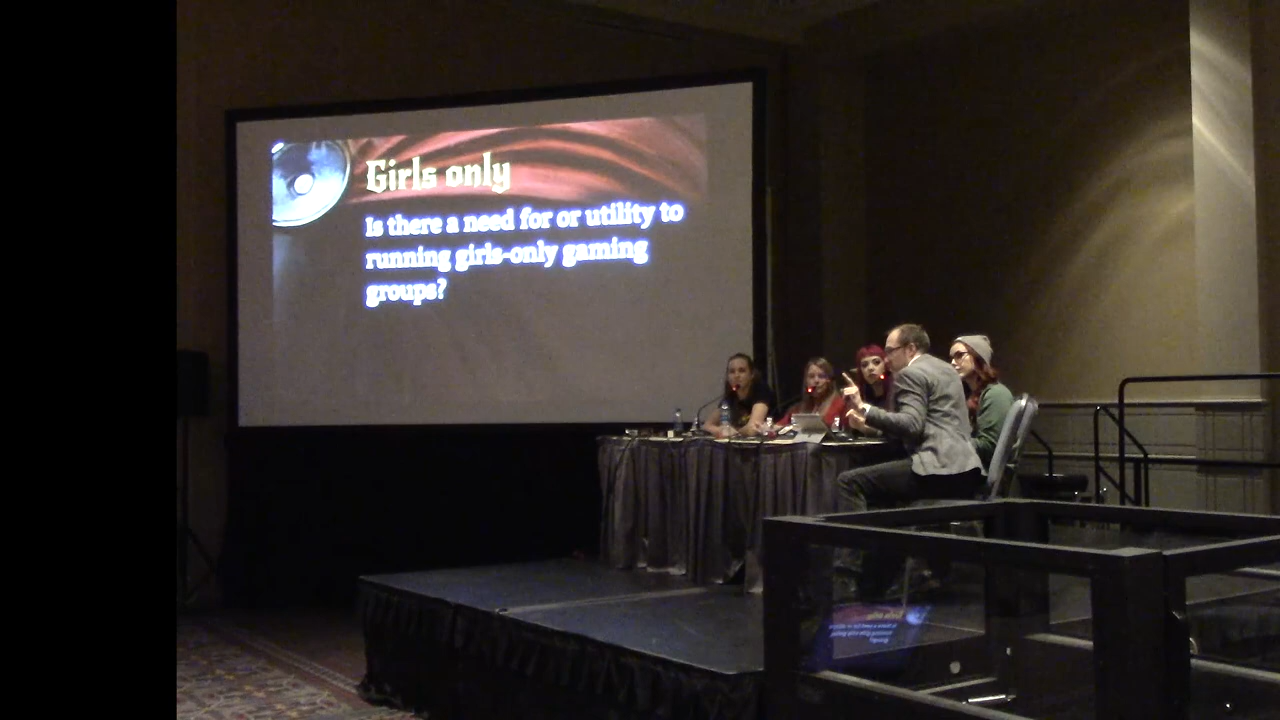 Girls only
Is there a need for or utility to
running girls-only gaming
groups?